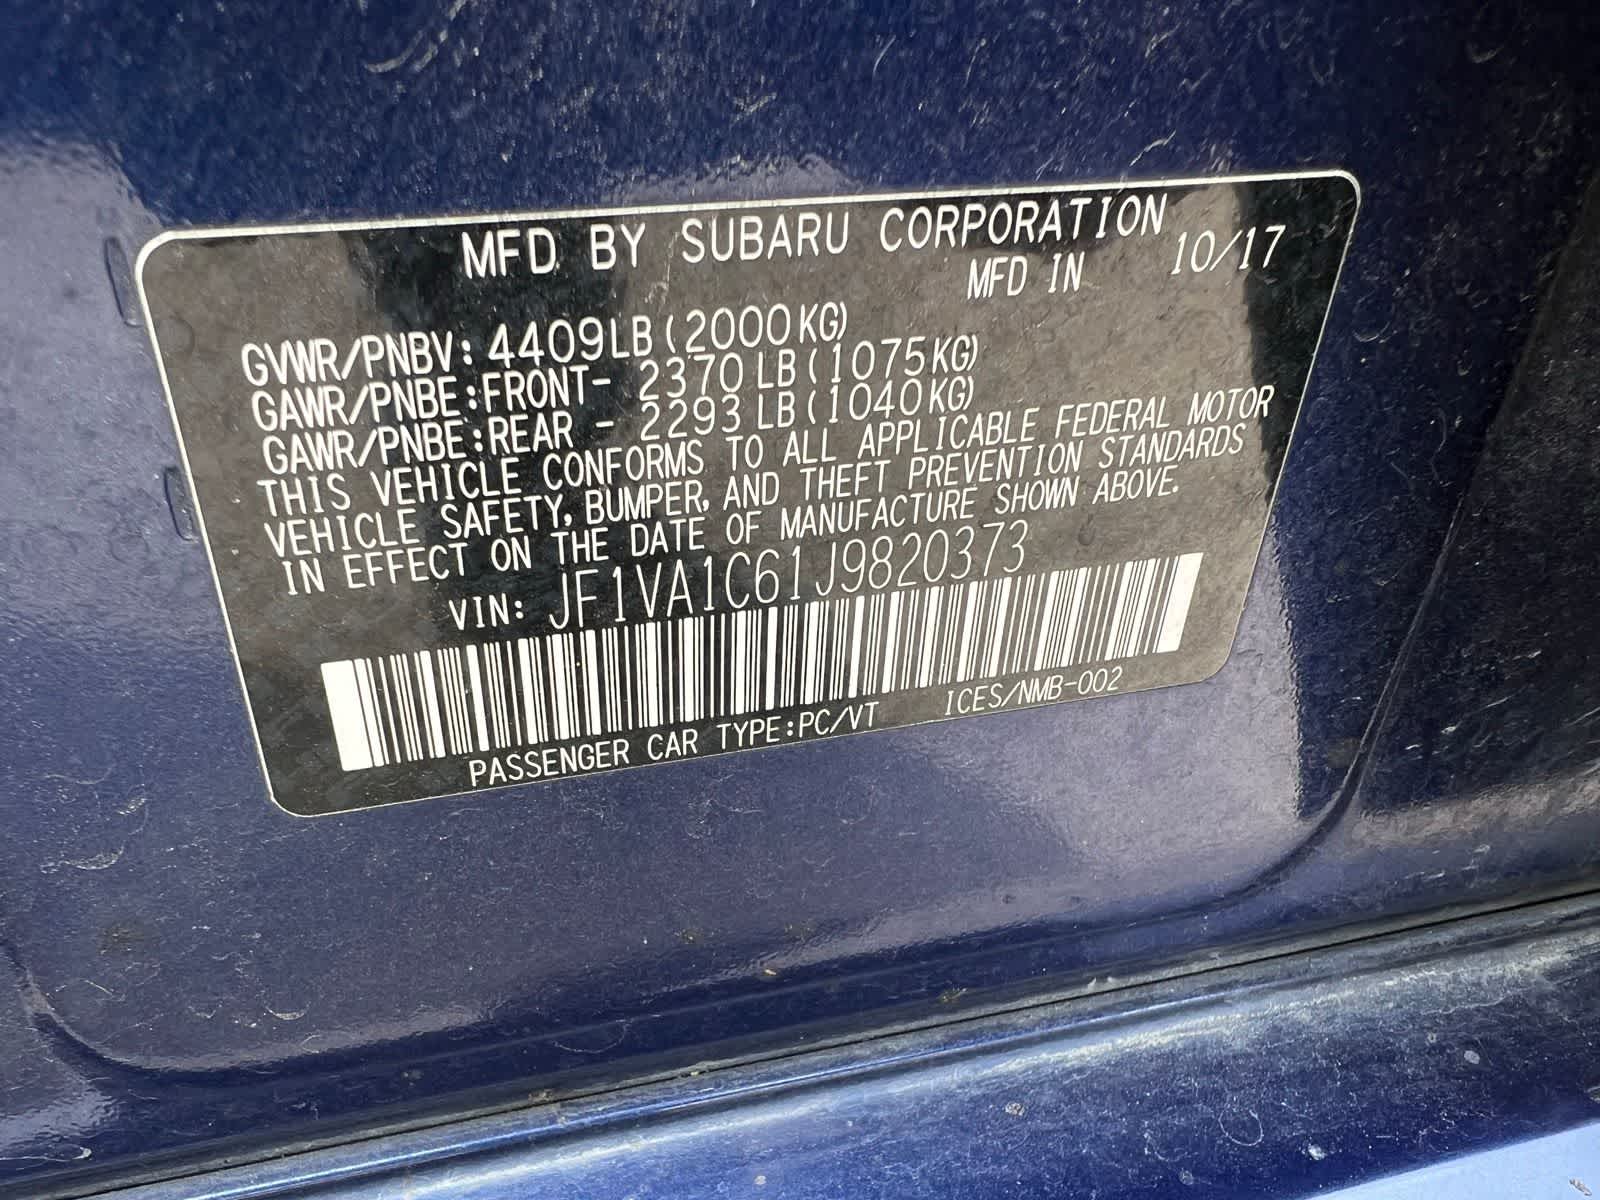 MFD BY SUBARU CORPORATION
MFD IN 10/17
GVWR/PNBV: 4409LB(2000KG)
GAWR/PNBE:FRONT- 2370LB(1075KG)
GAWR/PNBE:REAR - 2293LB(1040KG)
THIS VEHICLE CONFORMS TO ALL APPLICABLE FEDERAL MOTOR
VEHICLE SAFETY, BUMPER, AND THEFT PREVENTION STANDARDS
IN EFFECT ON THE DATE OF MANUFACTURE SHOWN ABOVE.
VIN: JF1VA1C61J9820373
PASSENGER CAR TYPE:PC/VT ICES/NMB-002